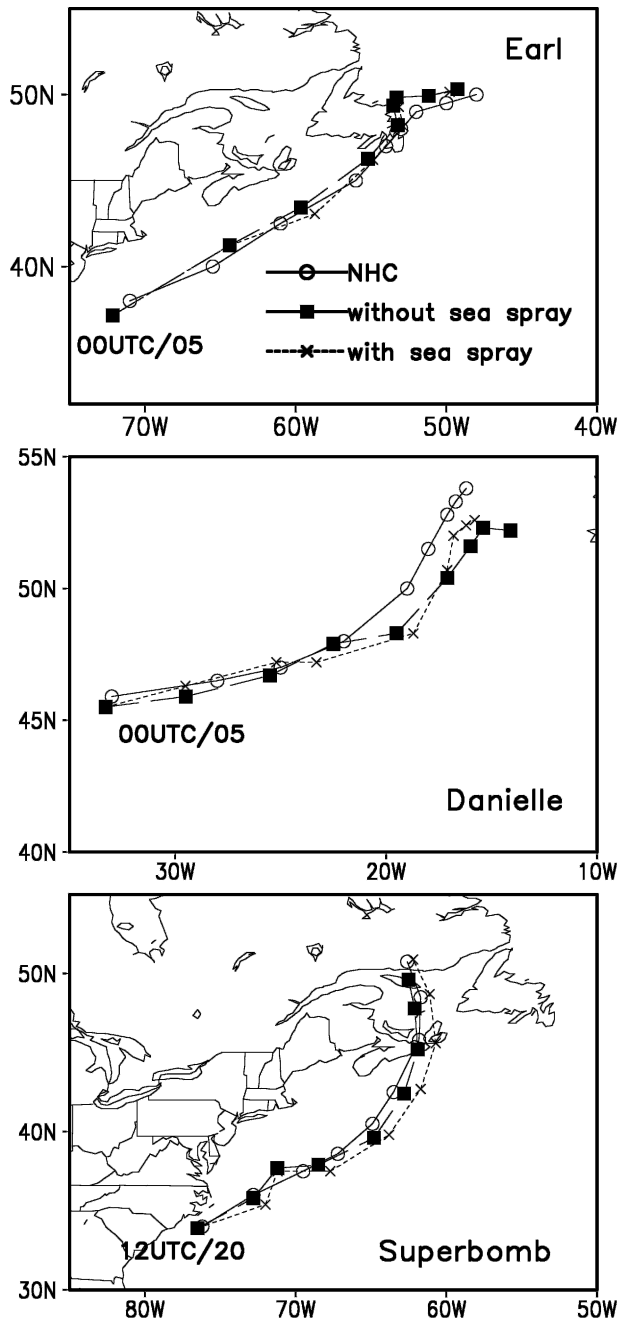 Earl
50N
40N
NHC
without sea spray
with sea spray
00UTC/05
70W 60W 50W 40W
55N
50N
45N
00UTC/05
Danielle
40N
30W 20W 10W
50N
40N
12UTC/20
Superbomb
30N
80W 70W 60W 50W